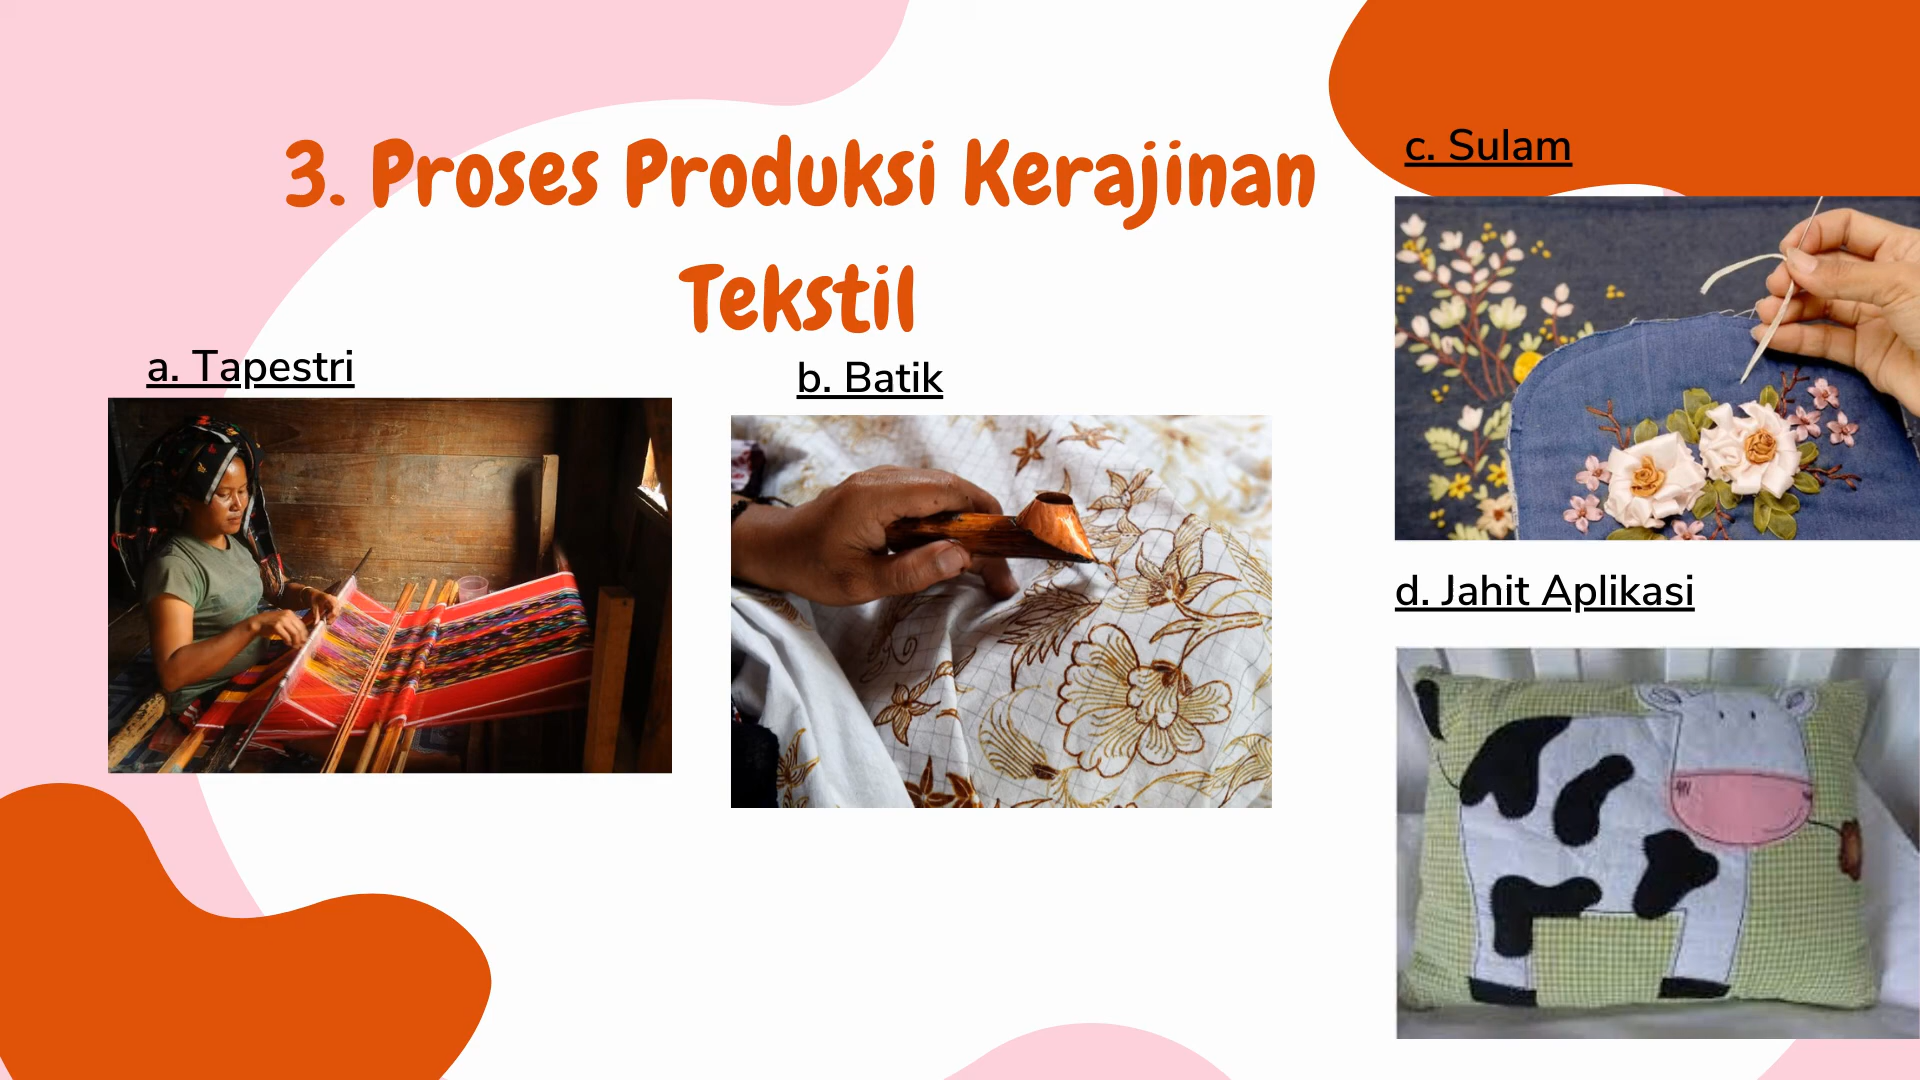 3. Proses Produksi Kerajinan
Tekstil
a. Tapestri
b. Batik
c. Sulam
d. Jahit Aplikasi